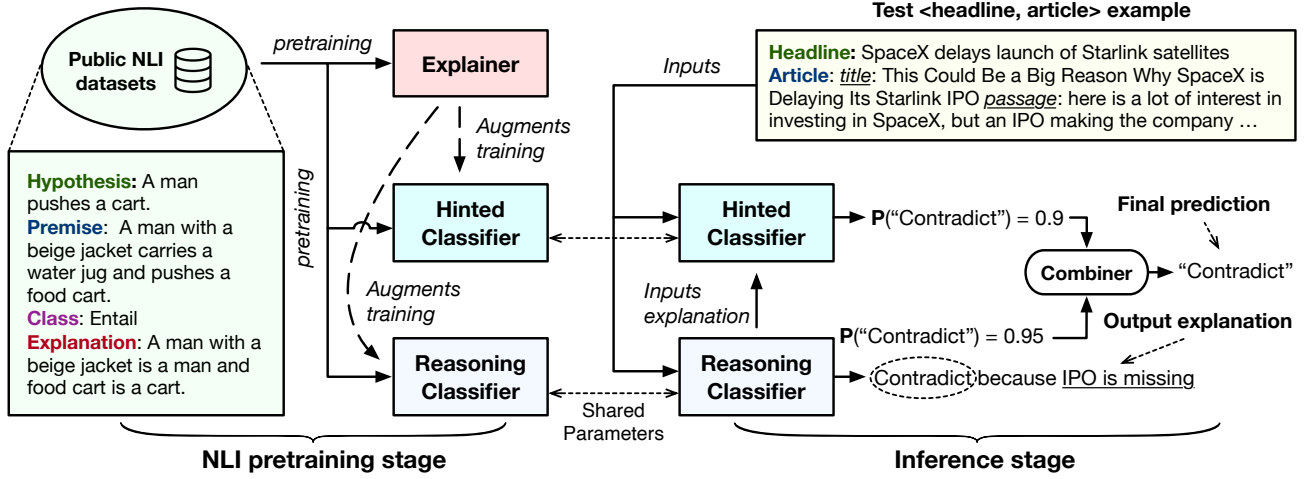 Test <headline, article> example
Public NLI
datasets
pretraining
Explainer
Inputs
Headline: SpaceX delays launch of Starlink satellites
Article: title: This Could Be a Big Reason Why SpaceX is
Delaying Its Starlink IPO passage: here is a lot of interest in
investing in SpaceX, but an IPO making the company …
Augments
training
pretraining
Hypothesis: A man
pushes a cart.
Premise: A man with a
beige jacket carries a
water jug and pushes a
food cart.
Class: Entail
Explanation: A man with a
beige jacket is a man and
food cart is a cart.
Hinted
Classifier
Hinted
Classifier
P(“Contradict”) = 0.9
Final prediction
Combiner
“Contradict”
Augments
training
Inputs
explanation
P(“Contradict”) = 0.95
Output explanation
Reasoning
Classifier
Reasoning
Classifier
Contradict because IPO is missing
Shared
Parameters
NLI pretraining stage
Inference stage